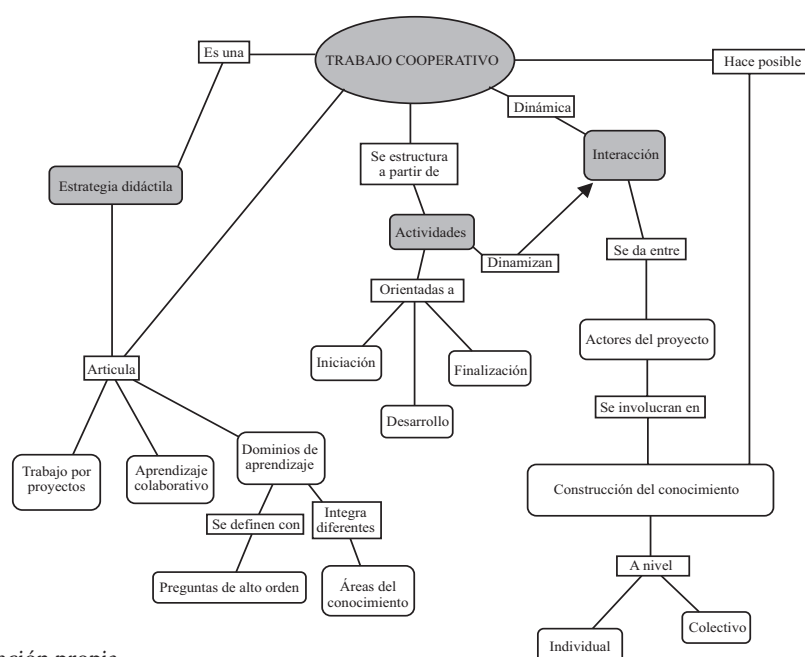 Es una
TRABAJO COOPERATIVO
Hace posible
Dinámica
Se estructura
a partir de
Interacción
Estrategia didáctila
Actividades
Dinamizan
Se da entre
Orientadas a
Actores del proyecto
Iniciación
Finalización
Articula
Desarrollo
Se involucran en
Dominios de
aprendizaje
Trabajo por
proyectos
Aprendizaje
colaborativo
Construcción del conocimiento
Se definen con
Integra
diferentes
A nivel
Preguntas de alto orden
Áreas del
conocimiento
Colectivo
Individual